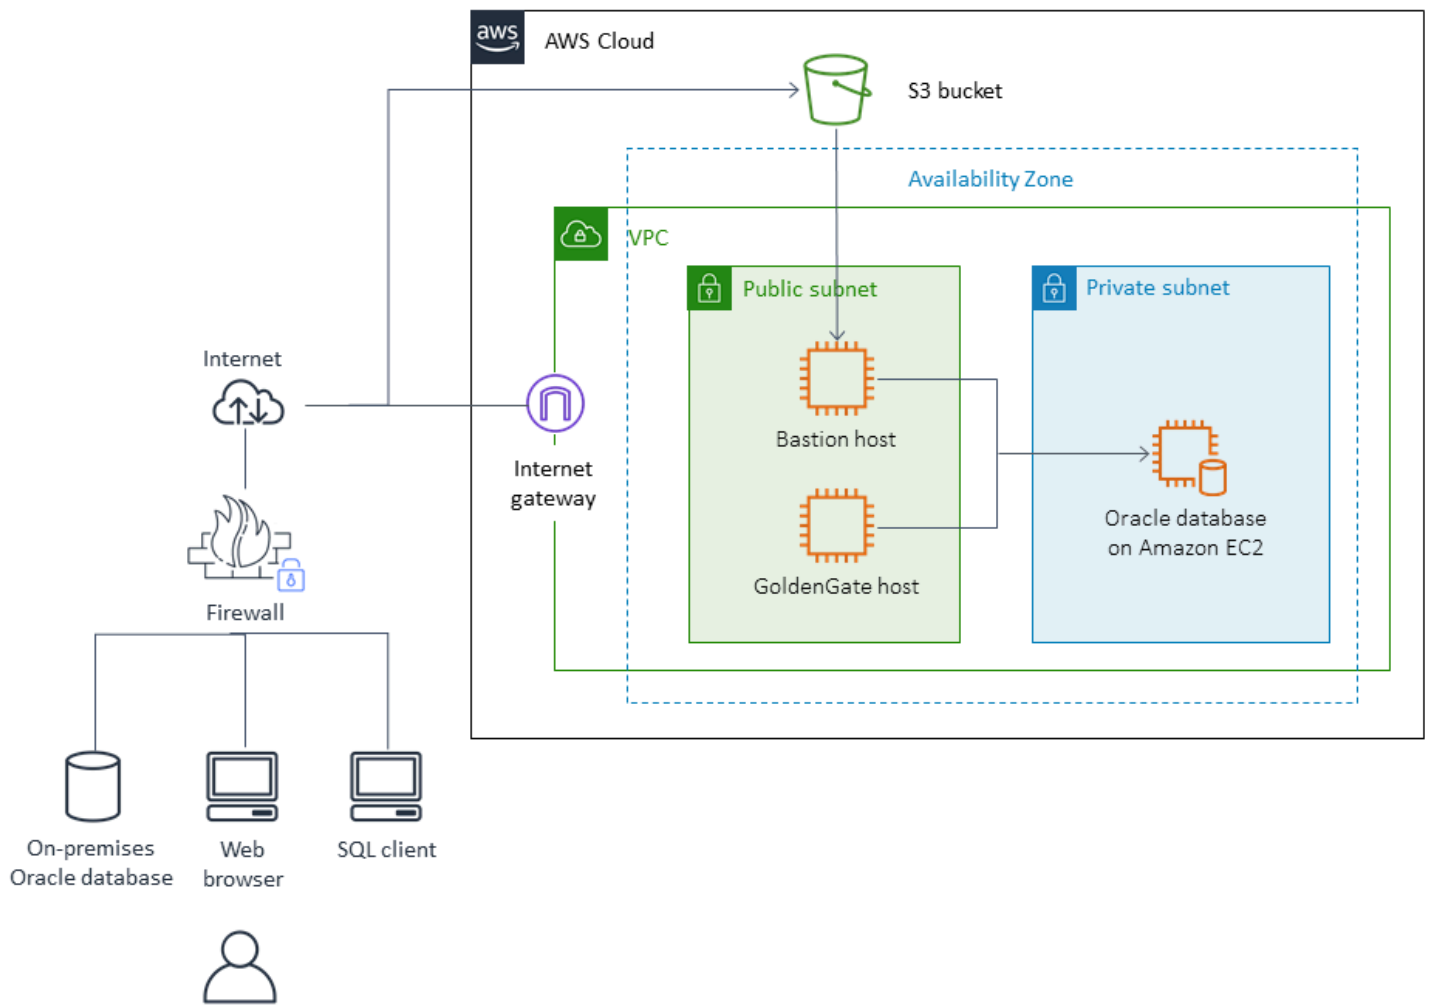 aws
AWS Cloud
S3 bucket
Availability Zone
VPC
Public subnet
Private subnet
Internet
Bastion host
Internet
gateway
Oracle database
on Amazon EC2
GoldenGate host
Firewall
On-premises
Oracle database
Web
browser
SQL client